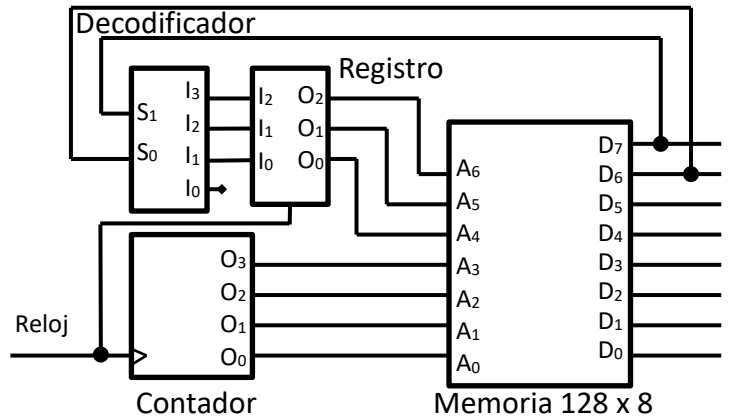 Decodificador
Registro
S1
S0
I3
I2
I1
I0
I2
I1
I0
O2
O1
O0
A6
A5
A4
A3
A2
A1
A0
D7
D6
D5
D4
D3
D2
D1
D0
O3
O2
O1
O0
Reloj
Contador
Memoria 128 x 8